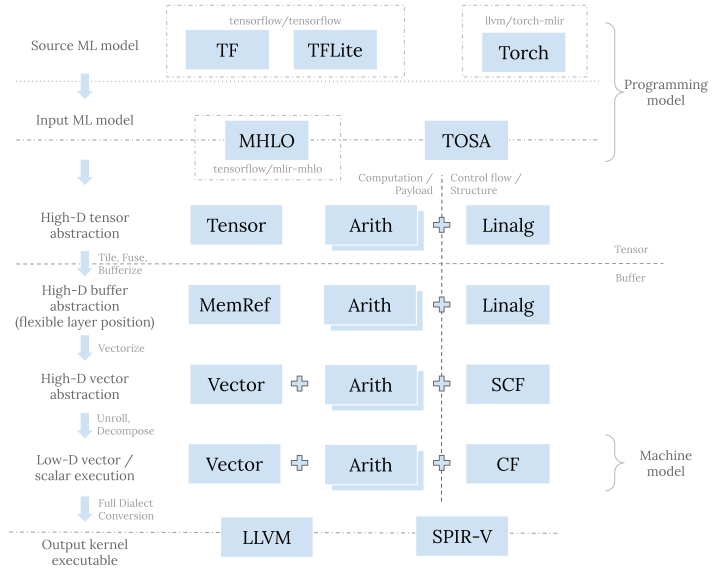 tensorflow/tensorflow
llvm/torch-mlir
Source ML model
TF
TFLite
Torch
Programming
model
Input ML model
MHLO
TOSA
tensorflow/mlir-mhlo
Computation /
Payload
Control flow /
Structure
High-D tensor
abstraction
Tensor
Arith
Linalg
Tile, Fuse,
Bufferize
Tensor
Buffer
High-D buffer
abstraction
(flexible layer position)
MemRef
Arith
Linalg
Vectorize
High-D vector
abstraction
Vector
Arith
SCF
Unroll,
Decompose
Low-D vector /
scalar execution
Vector
Arith
CF
Machine
model
Full Dialect
Conversion
Output kernel
executable
LLVM
SPIR-V